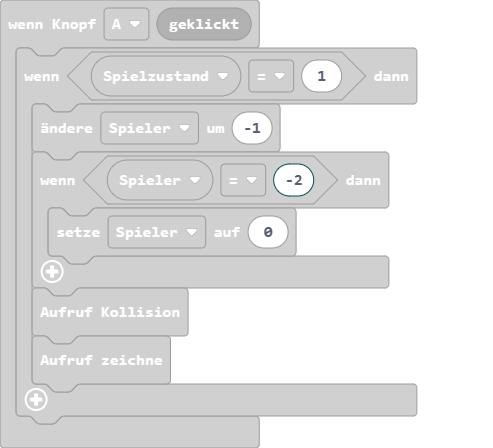 wenn Knopf A geklickt
wenn Spielzustand = 1 dann
ändere Spieler um -1
wenn Spieler = -2 dann
setze Spieler auf 0
Aufruf Kollision
Aufruf zeichne